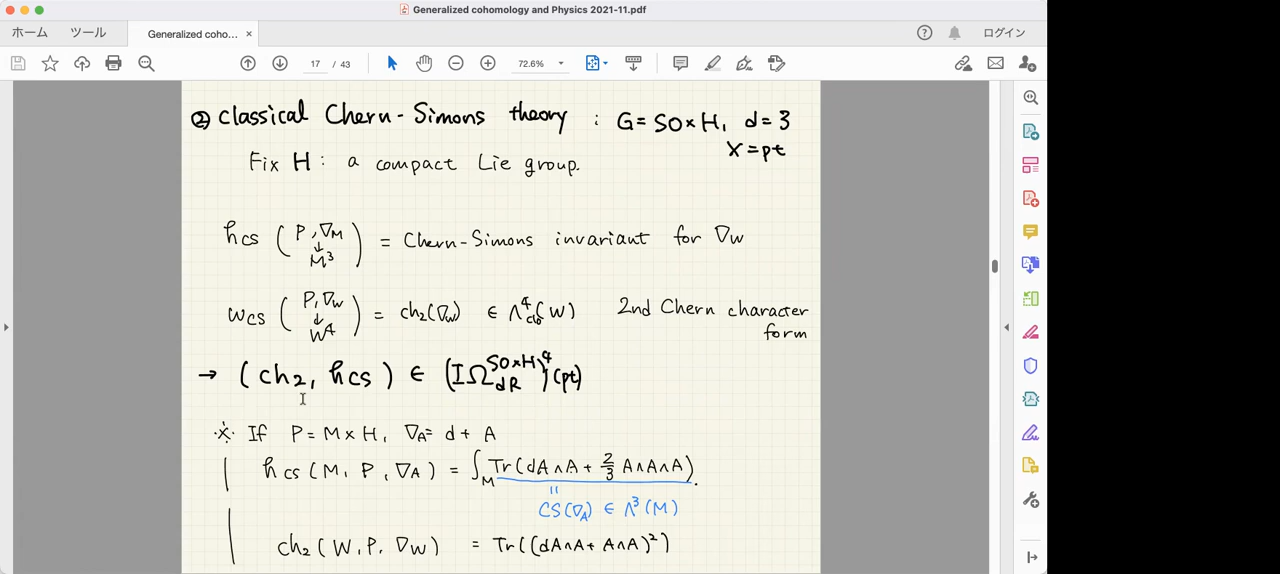 Generalized cohomology and Physics 2021-11.pdf
ホーム ツール Generalized coho... ×
ログイン
17 / 43 72.6%
② Classical Chern-Simons theory : G = SO×H, d = 3
X = pt
Fix H : a compact Lie group.
hcs ( P, ∇M ↓ M³ ) = Chern-Simons invariant for ∇W
wcs ( P, ∇W ↓ W⁴ ) = ch₂(∇W) ∈ Λ⁴clo(W) 2nd Chern character
form
→ (ch₂, hcs) ∈ (IΩ^{SO×H}_{dR})⁴(pt)
※ If P = M×H, ∇A = d + A
hcs (M, P, ∇A) = ∫M Tr(dA∧A + 2/3 A∧A∧A).
"
CS(∇A) ∈ Λ³(M)
ch₂ (W, P, ∇W) = Tr((dA∧A + A∧A)²)